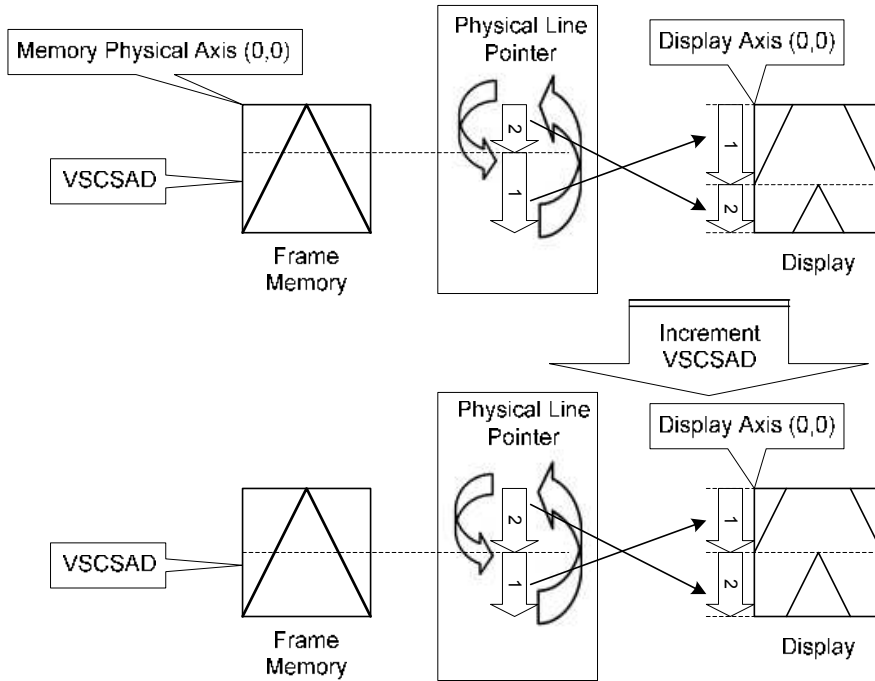 Memory Physical Axis (0,0)
Physical Line
Pointer
Display Axis (0,0)
VSCSAD
2
1
1
2
Frame
Memory
Display
Increment
VSCSAD
Physical Line
Pointer
Display Axis (0,0)
VSCSAD
2
1
1
2
Frame
Memory
Display